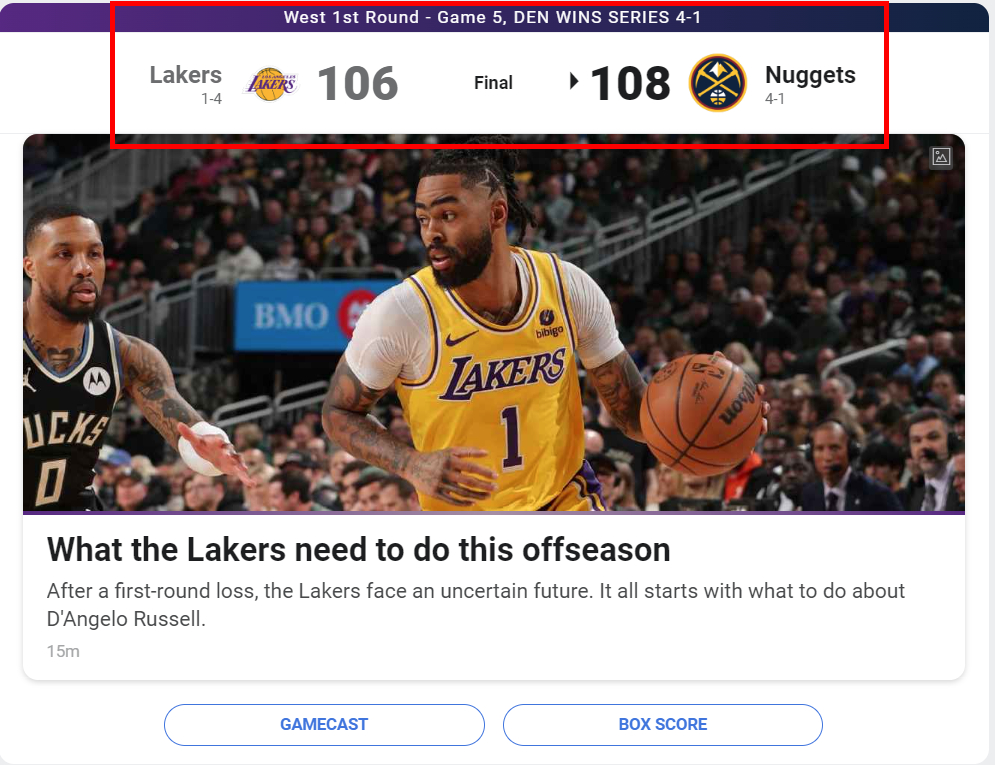 West 1st Round - Game 5, DEN WINS SERIES 4-1
Lakers
1-4
LAKERS
106
Final
108
Nuggets
4-1
BMO
bibigo
LAKERS
1
Wilson
UCKS
0
What the Lakers need to do this offseason
After a first-round loss, the Lakers face an uncertain future. It all starts with what to do about
D'Angelo Russell.
15m
GAMECAST
BOX SCORE